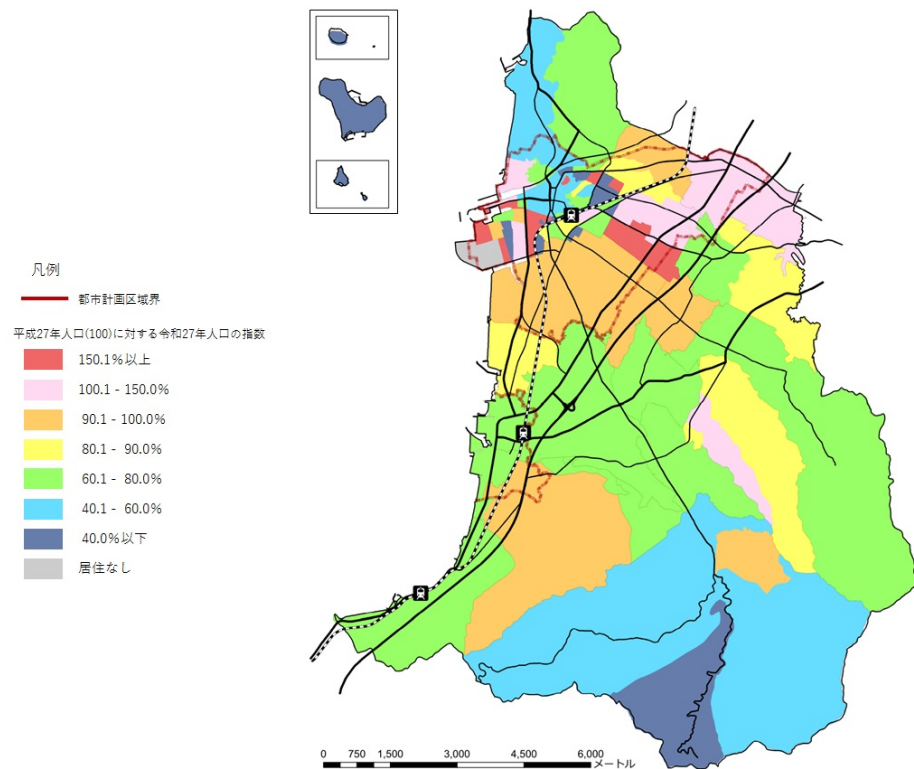 凡例
都市計画区域界
平成27年人口(100)に対する令和27年人口の指数
150.1%以上
100.1 - 150.0%
90.1 - 100.0%
80.1 - 90.0%
60.1 - 80.0%
40.1 - 60.0%
40.0%以下
居住なし
0 750 1,500 3,000 4,500 6,000
メートル